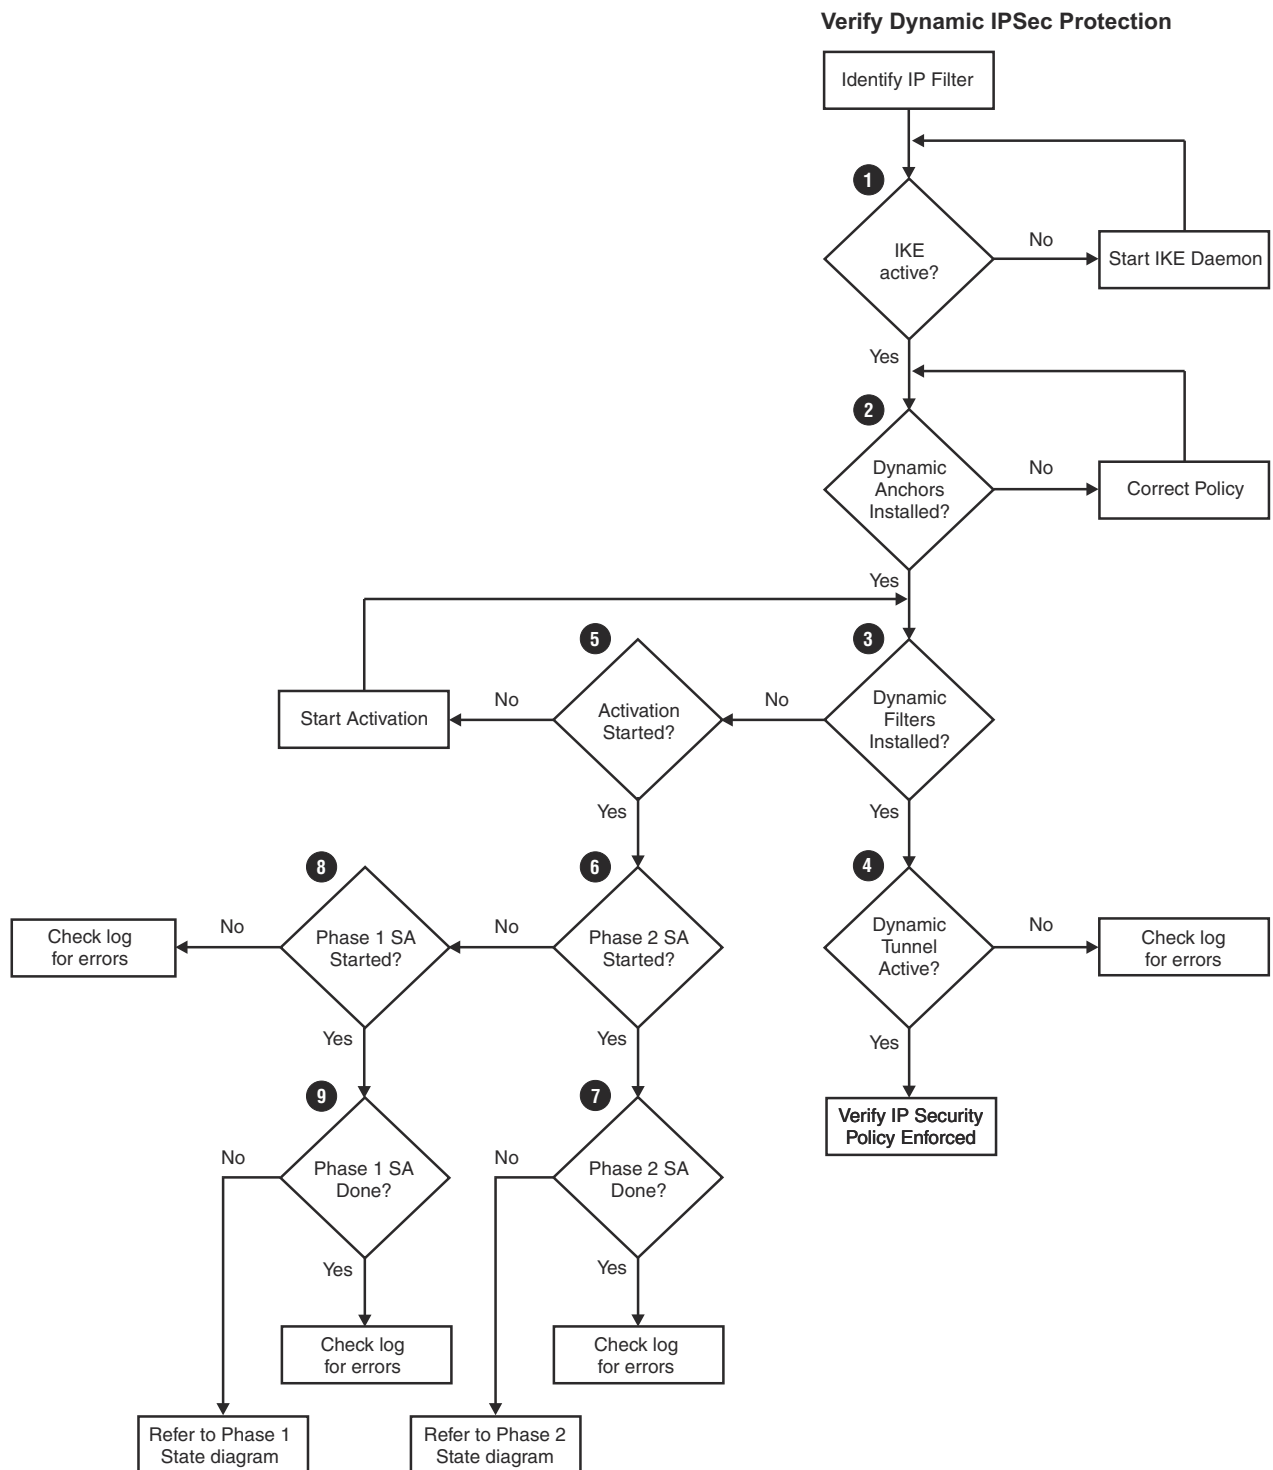 Verify Dynamic IPSec Protection
Identify IP Filter
1
IKE
active?
No
Start IKE Daemon
Yes
2
Dynamic
Anchors
Installed?
No
Correct Policy
Yes
3
Dynamic
Filters
Installed?
No
5
Activation
Started?
No
Start Activation
Yes
Yes
4
Dynamic
Tunnel
Active?
No
Check log
for errors
Yes
Verify IP Security
Policy Enforced
6
Phase 2 SA
Started?
No
8
Phase 1 SA
Started?
No
Check log
for errors
Yes
Yes
7
Phase 2 SA
Done?
No
Yes
Check log
for errors
Refer to Phase 2
State diagram
9
Phase 1 SA
Done?
No
Yes
Check log
for errors
Refer to Phase 1
State diagram